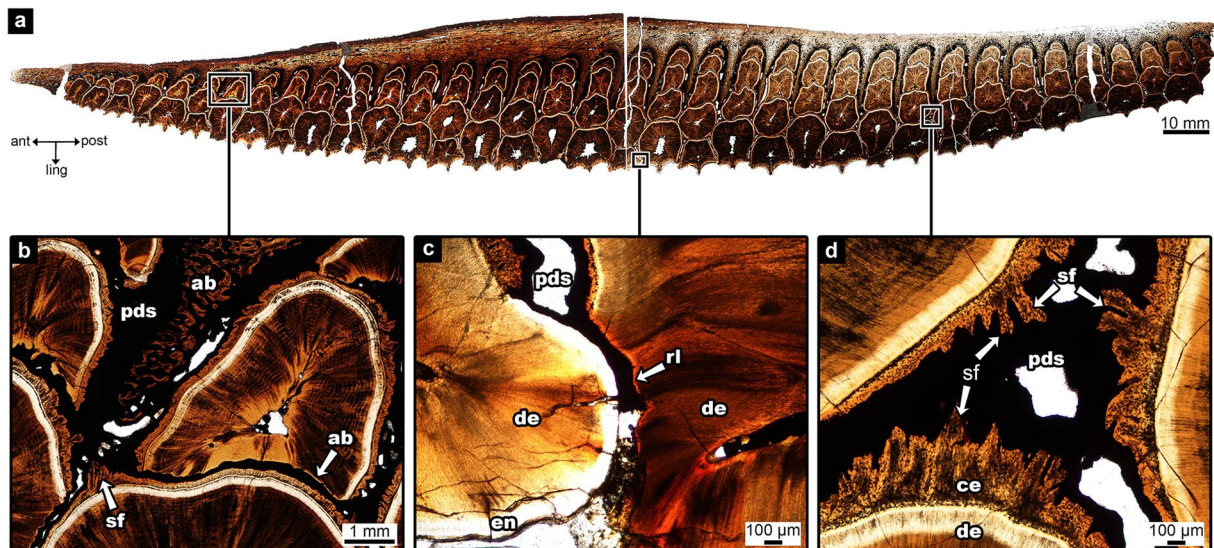 a
ant
post
ling
10 mm
b
ab
pds
ab
sf
1 mm
c
pds
rl
de
de
en
100 µm
d
sf
sf
pds
ce
de
100 µm